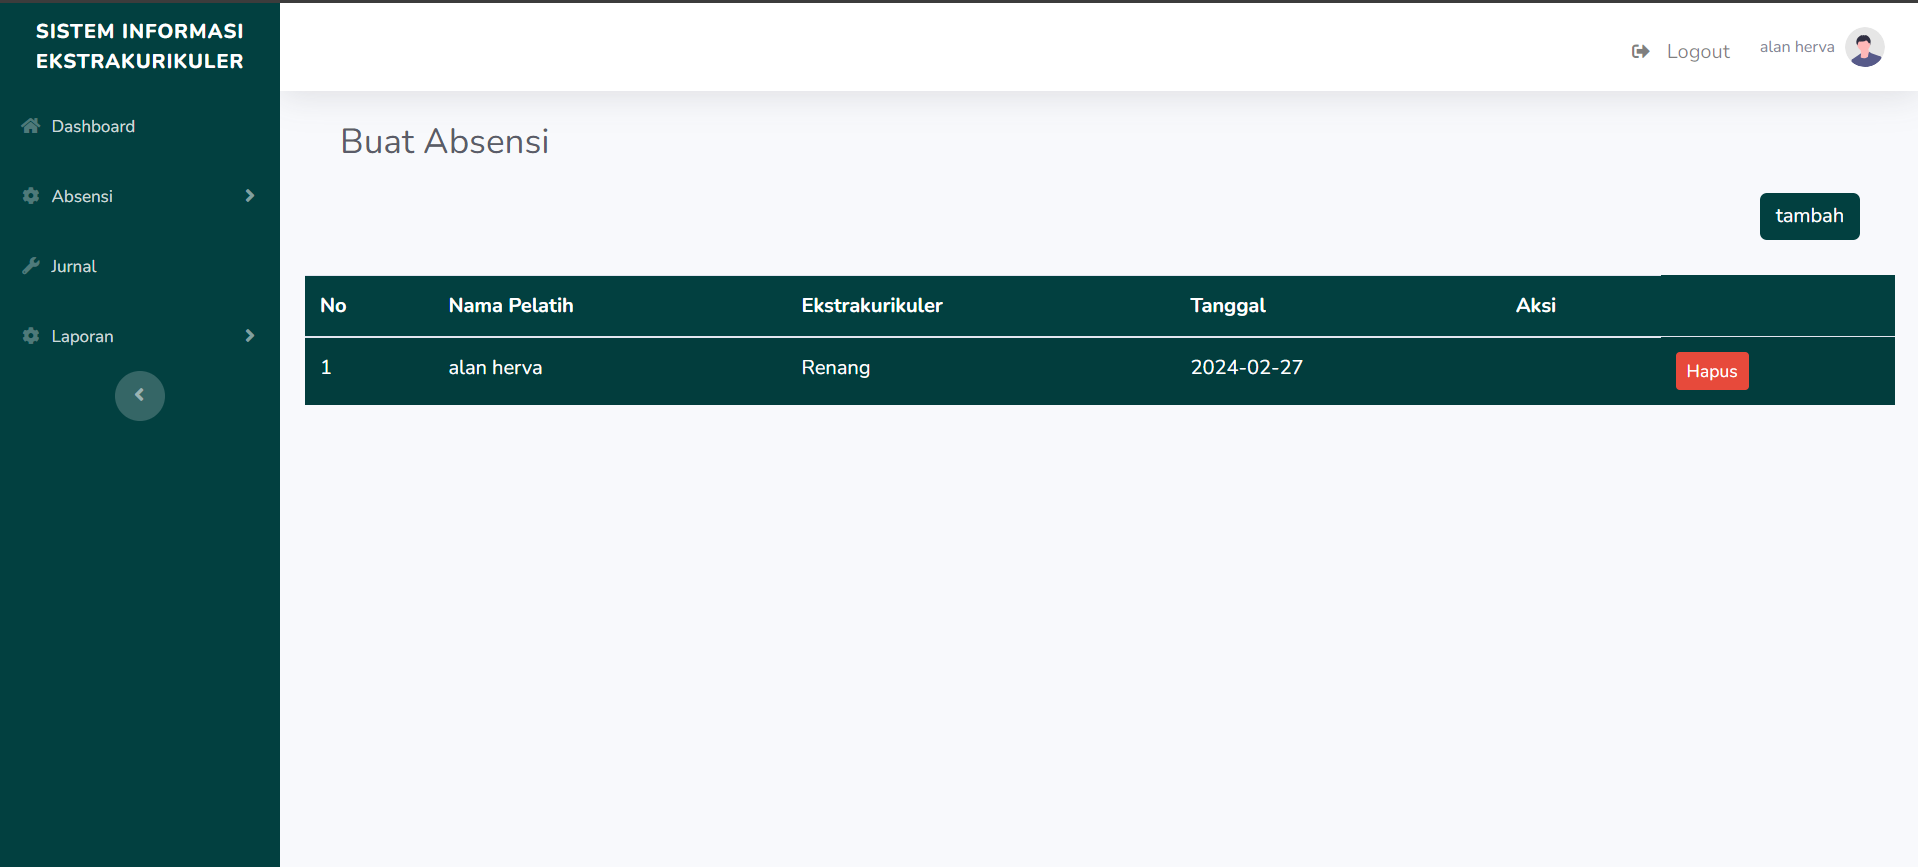 SISTEM INFORMASI
EKSTRAKURIKULER
Dashboard
Absensi
Jurnal
Laporan
Logout
alan herva
Buat Absensi
tambah
No Nama Pelatih Ekstrakurikuler Tanggal Aksi
1 alan herva Renang 2024-02-27 Hapus